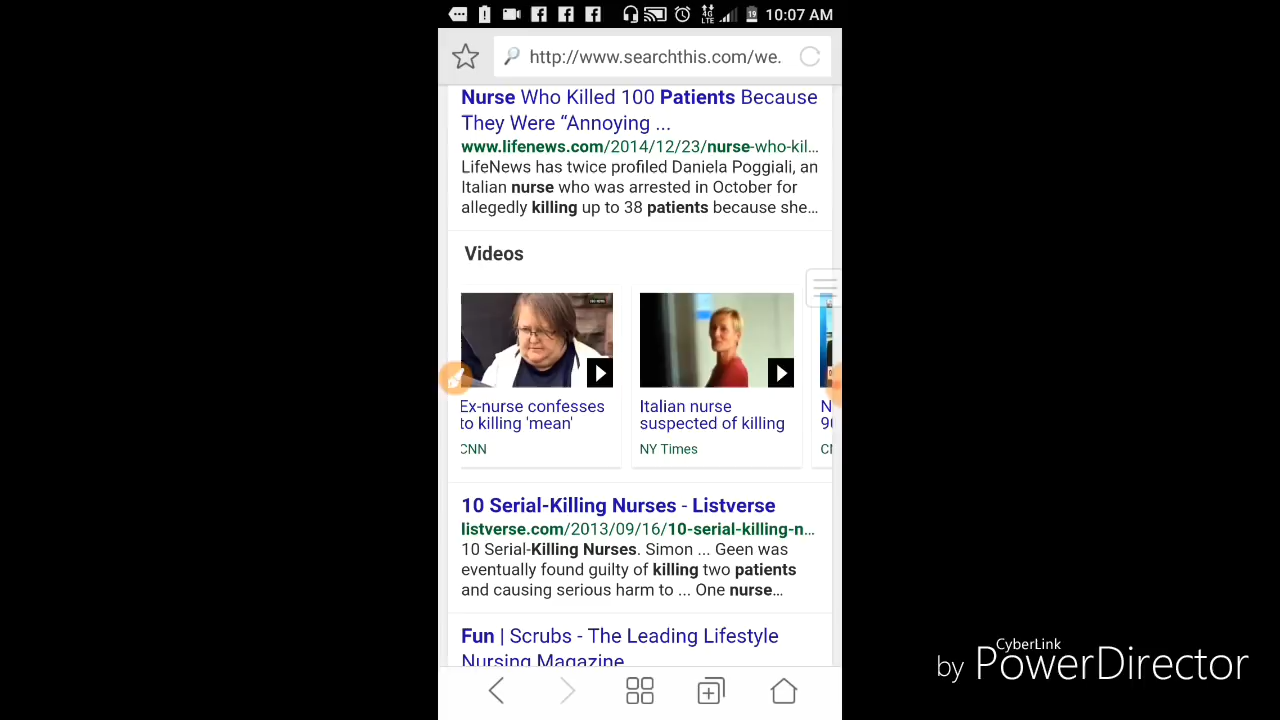 19 10:07 AM
http://www.searchthis.com/we.
Nurse Who Killed 100 Patients Because
They Were “Annoying ...
www.lifenews.com/2014/12/23/nurse-who-kil...
LifeNews has twice profiled Daniela Poggiali, an
Italian nurse who was arrested in October for
allegedly killing up to 38 patients because she...
Videos
Ex-nurse confesses
to killing 'mean'
CNN
Italian nurse
suspected of killing
NY Times
10 Serial-Killing Nurses - Listverse
listverse.com/2013/09/16/10-serial-killing-n...
10 Serial-Killing Nurses. Simon ... Geen was
eventually found guilty of killing two patients
and causing serious harm to ... One nurse...
Fun | Scrubs - The Leading Lifestyle
Nursing Magazine
CyberLink
by PowerDirector